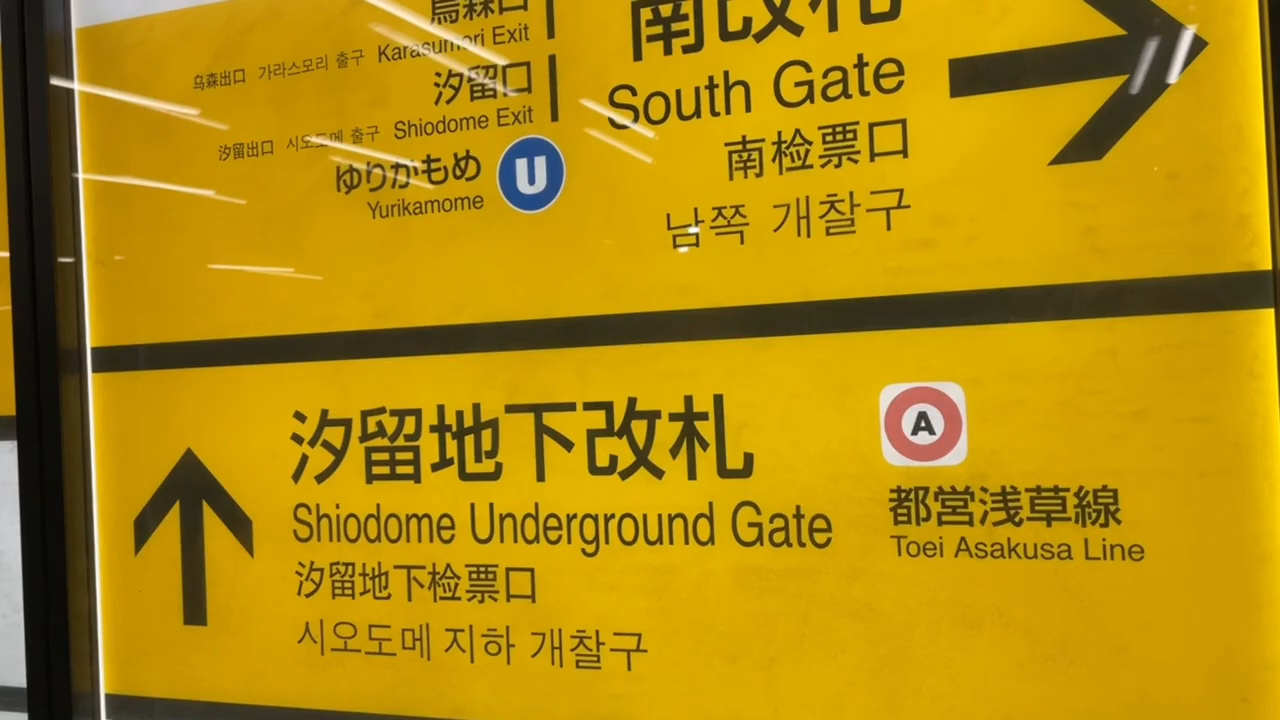 烏森口
Karasumori Exit
乌森出口 가라스모리 출구
汐留口
Shiodome Exit
汐留出口 시오도메 출구
ゆりかもめ
Yurikamome
U
南改札
South Gate
南检票口
남쪽 개찰구
汐留地下改札
Shiodome Underground Gate
汐留地下检票口
시오도메 지하 개찰구
A
都営浅草線
Toei Asakusa Line